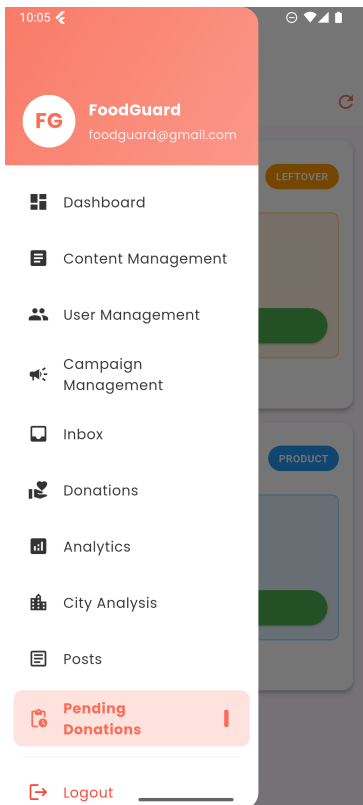 10:05
FG
FoodGuard
foodguard@gmail.com
LEFTOVER
Dashboard
Content Management
User Management
Campaign
Management
Inbox
PRODUCT
Donations
Analytics
City Analysis
Posts
Pending
Donations
Logout